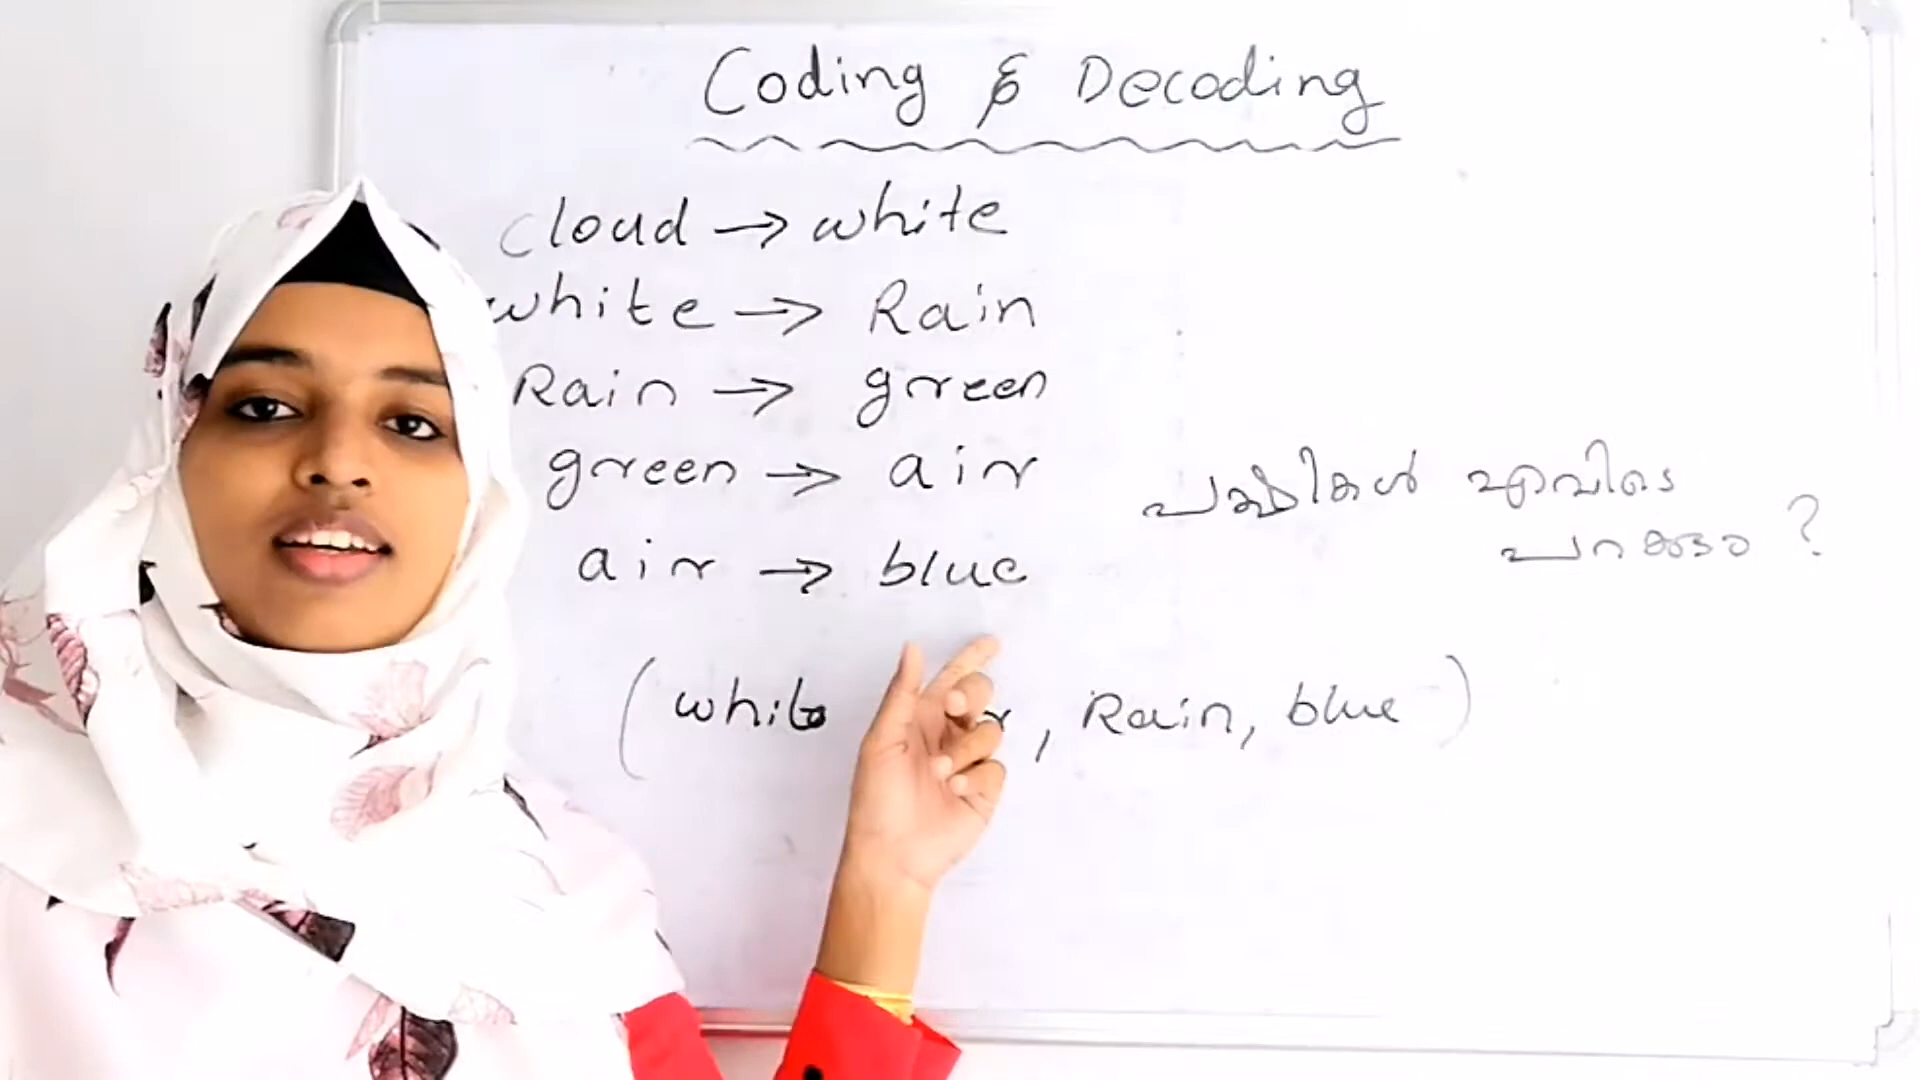 Coding & Decoding
cloud → white
white → Rain
Rain → green
green → air
air → blue
പക്ഷികൾ എവിടെ
പറക്കും ?
(white , Rain, blue)